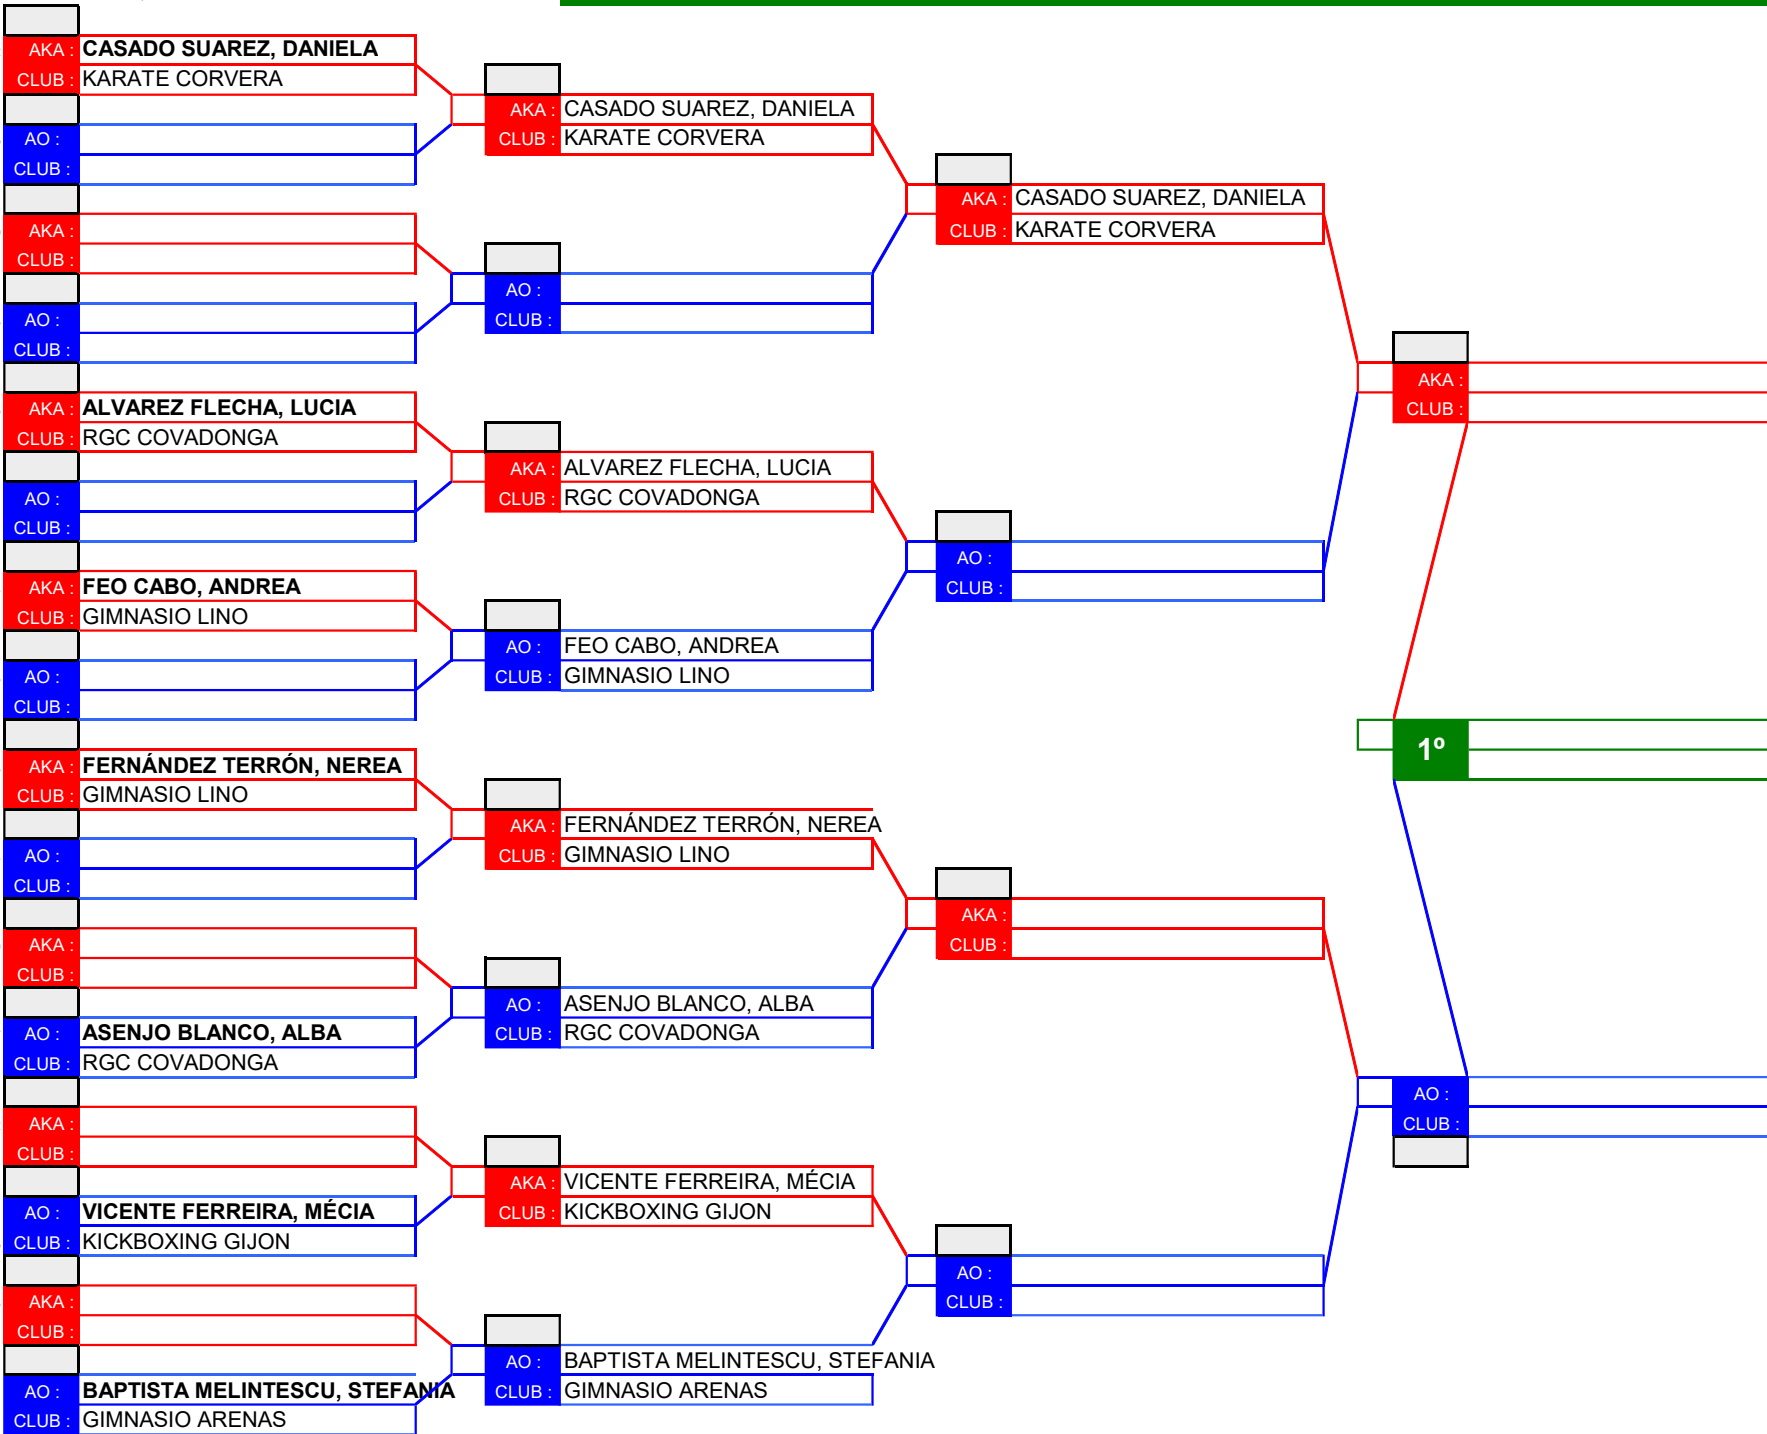 AKA : CASADO SUAREZ, DANIELA
CLUB : KARATE CORVERA
AO :
CLUB :
AKA :
CLUB :
AO :
CLUB :
AKA : ALVAREZ FLECHA, LUCIA
CLUB : RGC COVADONGA
AO :
CLUB :
AKA : FEO CABO, ANDREA
CLUB : GIMNASIO LINO
AO :
CLUB :
AKA : FERNÁNDEZ TERRÓN, NEREA
CLUB : GIMNASIO LINO
AO :
CLUB :
AKA :
CLUB :
AO : ASENJO BLANCO, ALBA
CLUB : RGC COVADONGA
AKA :
CLUB :
AO : VICENTE FERREIRA, MÉCIA
CLUB : KICKBOXING GIJON
AKA :
CLUB :
AO : BAPTISTA MELINTESCU, STEFANIA
CLUB : GIMNASIO ARENAS
AKA : CASADO SUAREZ, DANIELA
CLUB : KARATE CORVERA
AO :
CLUB :
AKA : ALVAREZ FLECHA, LUCIA
CLUB : RGC COVADONGA
AO : FEO CABO, ANDREA
CLUB : GIMNASIO LINO
AKA : FERNÁNDEZ TERRÓN, NEREA
CLUB : GIMNASIO LINO
AO : ASENJO BLANCO, ALBA
CLUB : RGC COVADONGA
AKA : VICENTE FERREIRA, MÉCIA
CLUB : KICKBOXING GIJON
AO : BAPTISTA MELINTESCU, STEFANIA
CLUB : GIMNASIO ARENAS
AKA : CASADO SUAREZ, DANIELA
CLUB : KARATE CORVERA
AO :
CLUB :
AKA :
CLUB :
AO :
CLUB :
AKA :
CLUB :
1º
AO :
CLUB :